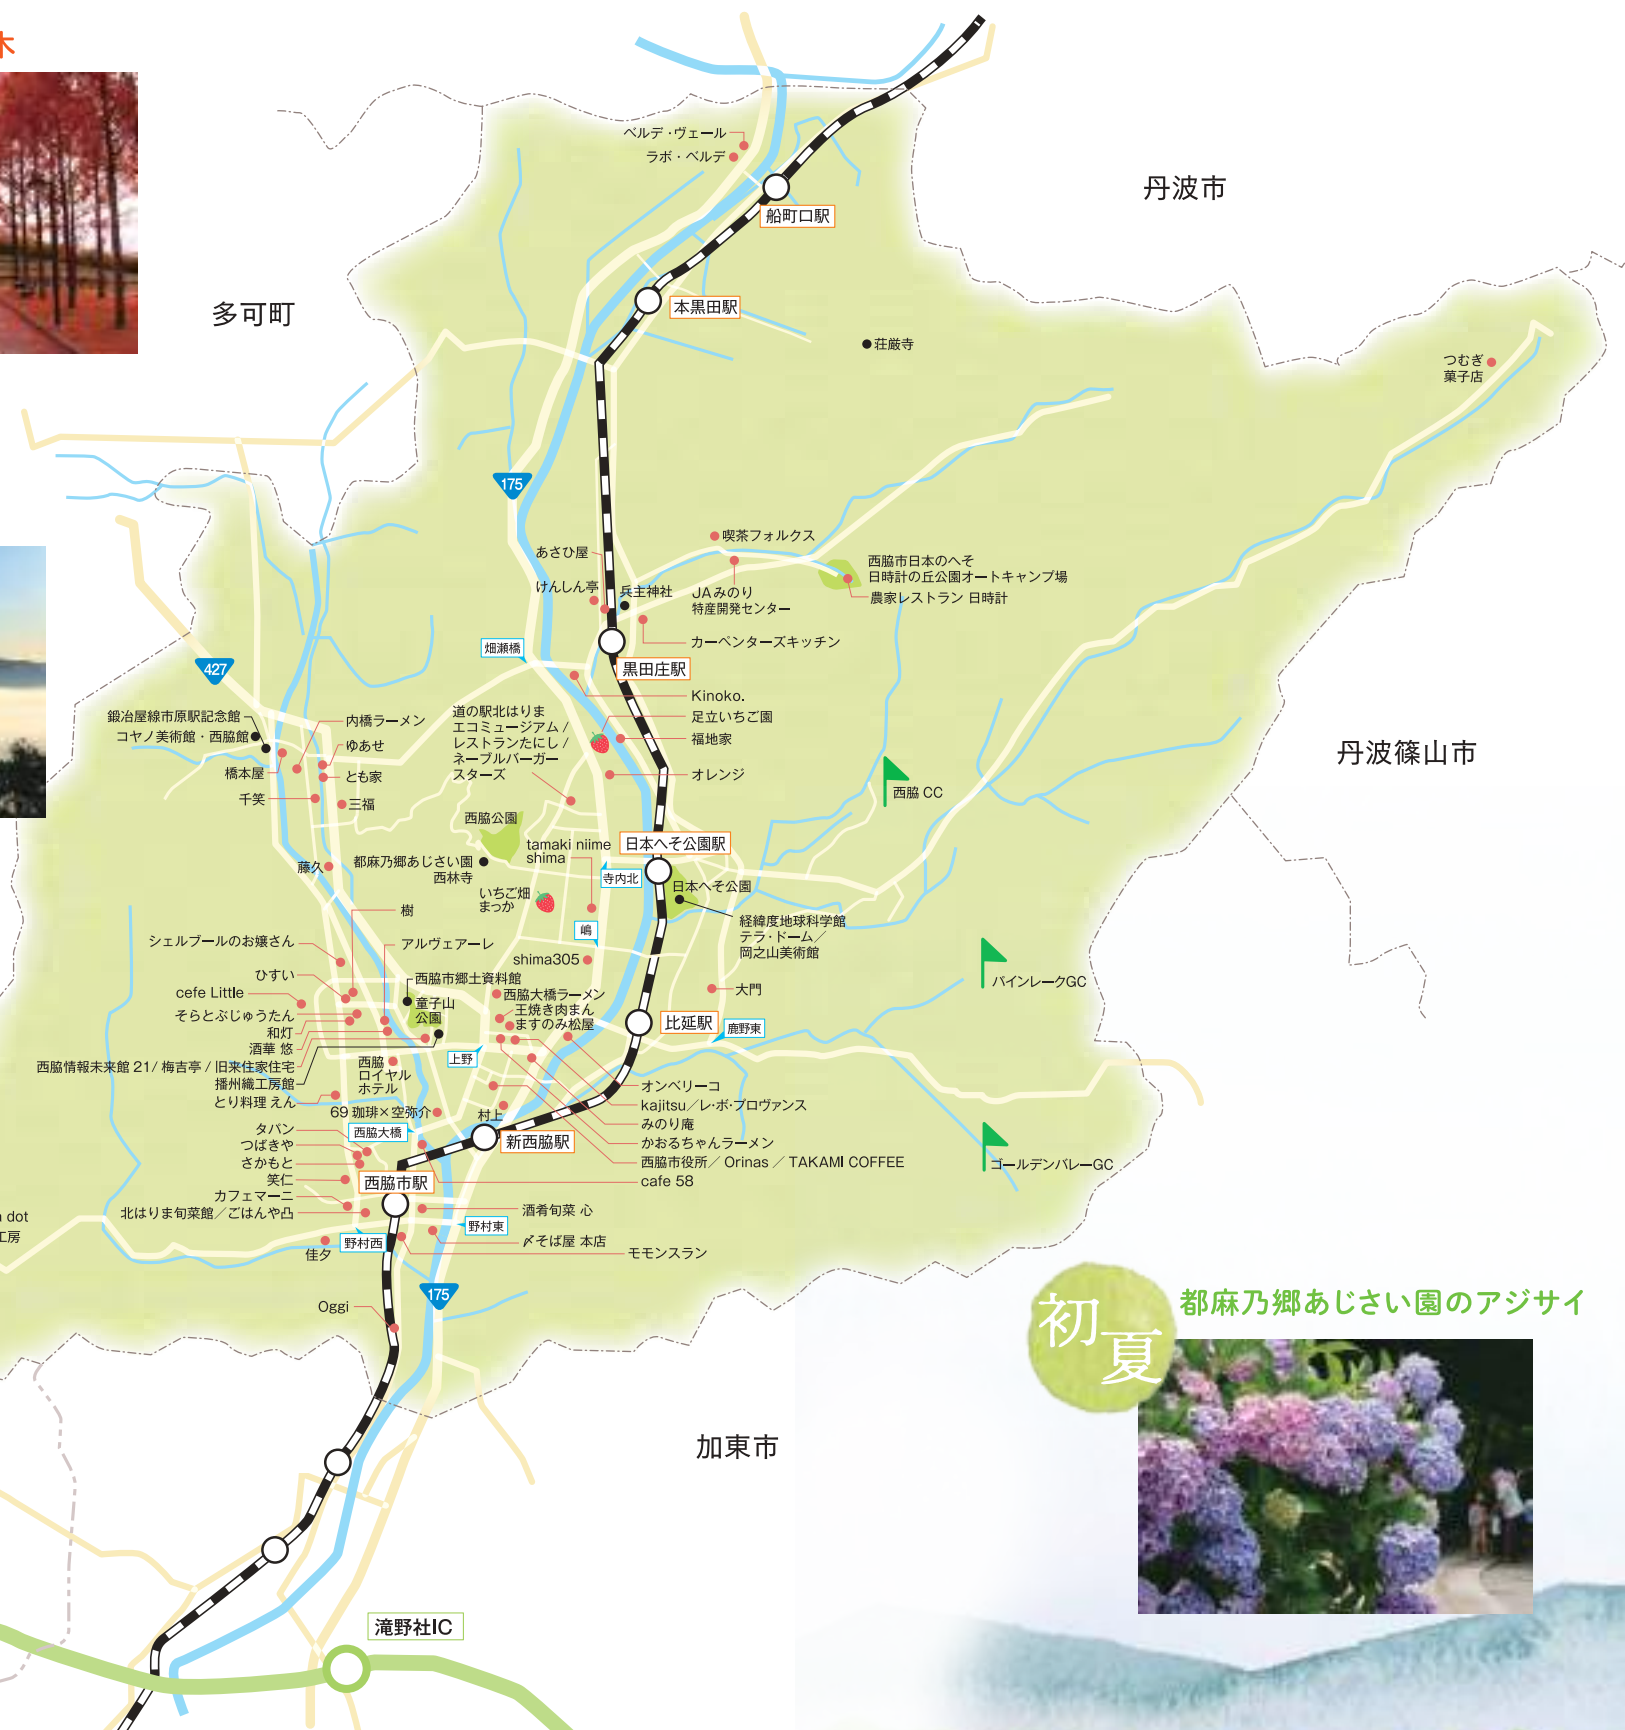 木
ベルデ・ヴェール
ラボ・ベルデ
丹波市
船町口駅
多可町
本黒田駅
荘厳寺
つむぎ
菓子店
175
喫茶フォルクス
あさひ屋
西脇市日本のへそ
日時計の丘公園オートキャンプ場
けんしん亭
兵主神社
JAみのり
特産開発センター
農家レストラン 日時計
畑瀬橋
カーペンターズキッチン
黒田庄駅
427
Kinoko.
鍛冶屋線市原駅記念館
コヤノ美術館・西脇館
内橋ラーメン
ゆあせ
道の駅北はりま
エコミュージアム /
レストランたにし /
ネーブルバーガー
スターズ
足立いちご園
福地家
丹波篠山市
橋本屋
とも家
オレンジ
千笑
三福
西脇 CC
西脇公園
tamaki niime
shima
日本へそ公園駅
藤久
都麻乃郷あじさい園
西林寺
寺内北
日本へそ公園
いちご畑
まっか
樹
嶋
経緯度地球科学館
テラ・ドーム／
岡之山美術館
シェルブールのお嬢さん
アルヴェアーレ
shima305
ひすい
西脇市郷土資料館
パインレークGC
cefe Little
童子山
公園
西脇大橋ラーメン
大門
そらとぶじゅうたん
王焼き肉まん
ますのみ松屋
比延駅
鹿野東
和灯
酒華 悠
上野
西脇情報未来館 21/ 梅吉亭 / 旧来住家住宅
西脇
ロイヤル
ホテル
播州織工房館
オンベリーコ
とり料理 えん
kajitsu／レ・ボ・プロヴァンス
69 珈琲×空弥介
村上
みのり庵
タバン
西脇大橋
新西脇駅
かおるちゃんラーメン
つばきや
さかもと
西脇市役所／ Orinas ／ TAKAMI COFFEE
ゴールデンバレーGC
笑仁
西脇市駅
cafe 58
カフェマーニ
北はりま旬菜館／ごはんや凸
酒肴旬菜 心
dot
工房
野村東
野村西
〆そば屋 本店
佳夕
モモンスラン
175
Oggi
初夏
都麻乃郷あじさい園のアジサイ
加東市
滝野社IC